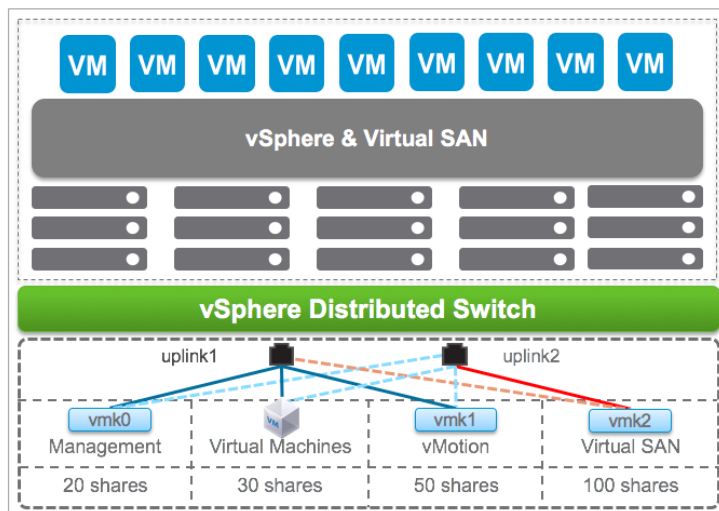 VM VM VM VM VM VM VM VM VM
vSphere & Virtual SAN
vSphere Distributed Switch
uplink1 uplink2
vmk0 VM vmk1 vmk2
Management Virtual Machines vMotion Virtual SAN
20 shares 30 shares 50 shares 100 shares